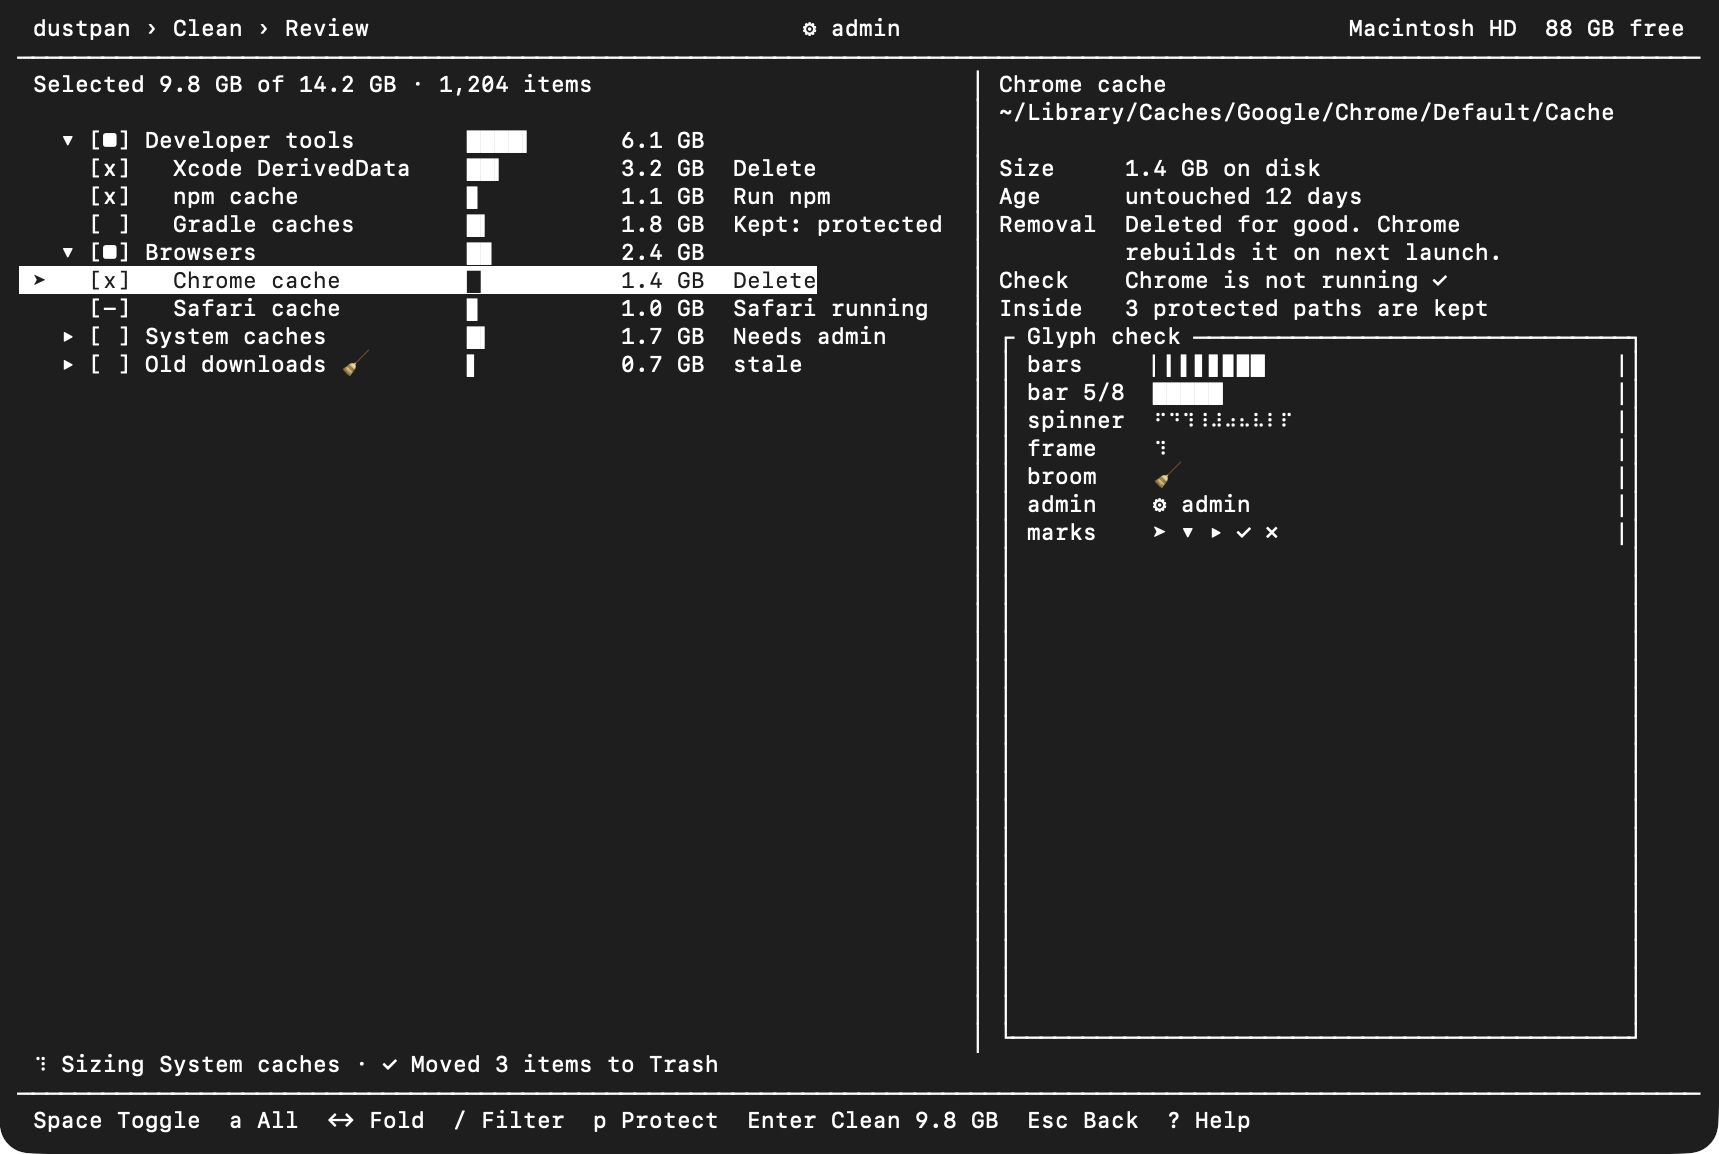 dustpan › Clean › Review ⚙ admin Macintosh HD 88 GB free
Selected 9.8 GB of 14.2 GB · 1,204 items
▼ [■] Developer tools 6.1 GB
[x] Xcode DerivedData 3.2 GB Delete
[x] npm cache 1.1 GB Run npm
[ ] Gradle caches 1.8 GB Kept: protected
▼ [■] Browsers 2.4 GB
➤ [x] Chrome cache 1.4 GB Delete
[–] Safari cache 1.0 GB Safari running
▶ [ ] System caches 1.7 GB Needs admin
▶ [ ] Old downloads 🧹 0.7 GB stale
Chrome cache
~/Library/Caches/Google/Chrome/Default/Cache
Size 1.4 GB on disk
Age untouched 12 days
Removal Deleted for good. Chrome
rebuilds it on next launch.
Check Chrome is not running ✓
Inside 3 protected paths are kept
Glyph check
bars ▏▎▍▌▋▊▉█
bar 5/8 █████
spinner ⠋⠙⠹⠸⠼⠴⠦⠧⠇⠏
frame ⠹
broom 🧹
admin ⚙ admin
marks ➤ ▼ ▶ ✓ ✕
⠹ Sizing System caches · ✓ Moved 3 items to Trash
Space Toggle a All ↔ Fold / Filter p Protect Enter Clean 9.8 GB Esc Back ? Help